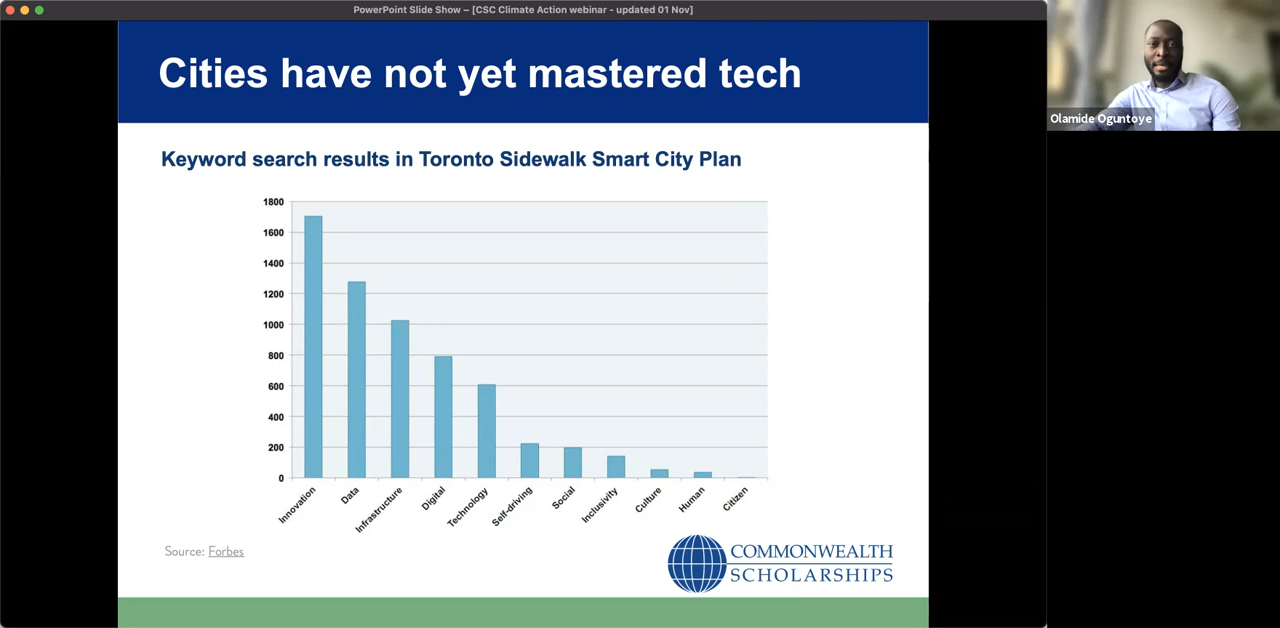 PowerPoint Slide Show – [CSC Climate Action webinar - updated 01 Nov]
Cities have not yet mastered tech
Olamide Oguntoye
Keyword search results in Toronto Sidewalk Smart City Plan
1800
1600
1400
1200
1000
800
600
400
200
0
Innovation
Data
Infrastructure
Digital
Technology
Self-driving
Social
Inclusivity
Culture
Human
Citizen
Source: Forbes
COMMONWEALTH
SCHOLARSHIPS